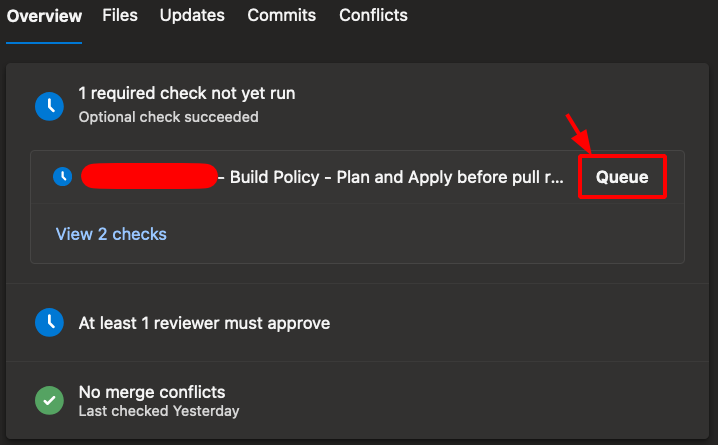 Overview Files Updates Commits Conflicts
1 required check not yet run
Optional check succeeded
- Build Policy - Plan and Apply before pull r... Queue
View 2 checks
At least 1 reviewer must approve
No merge conflicts
Last checked Yesterday